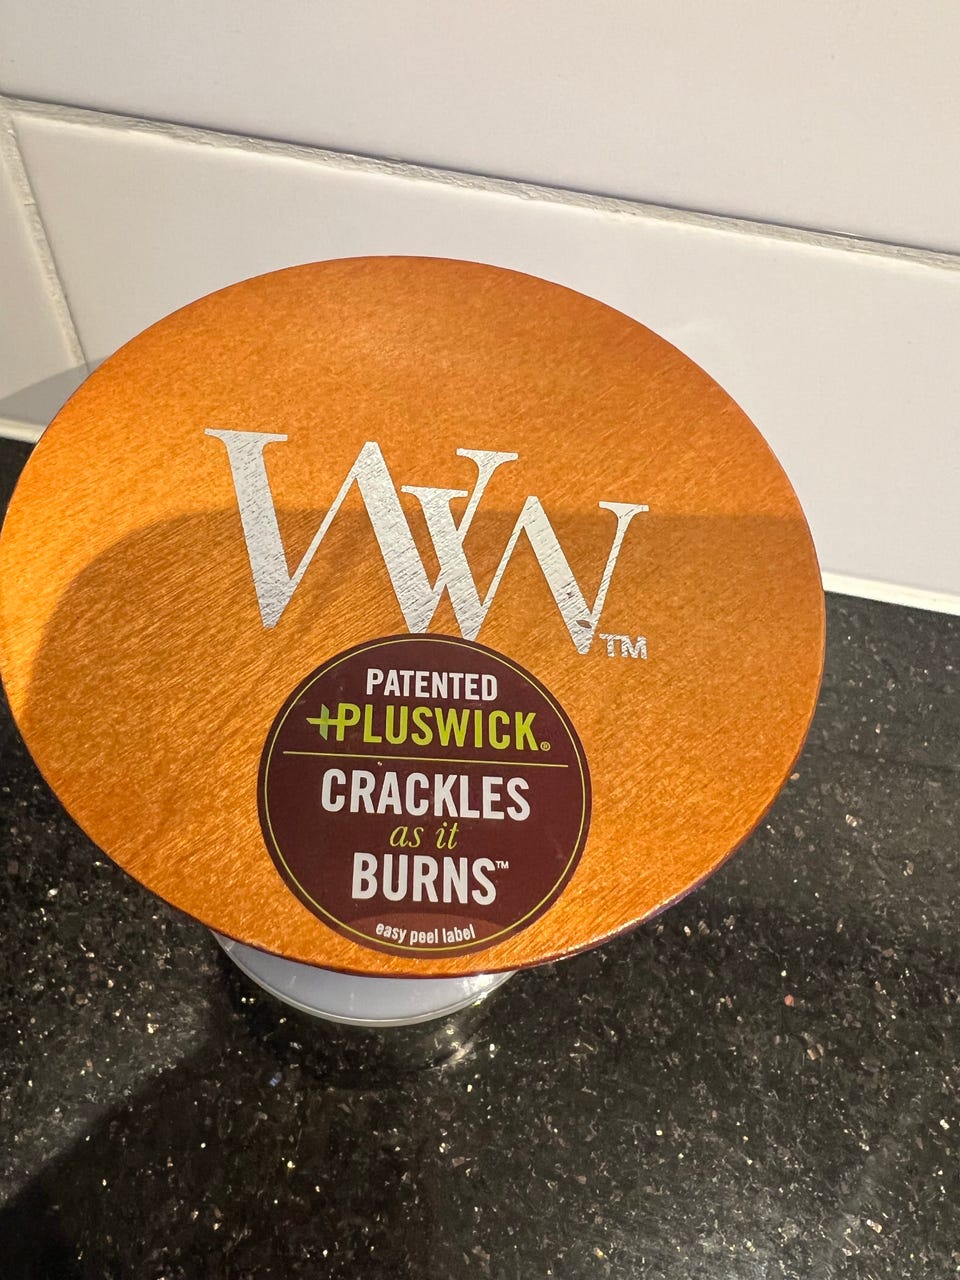 WW™
PATENTED
+PLUSWICK®
CRACKLES
as it
BURNS™
easy peel label